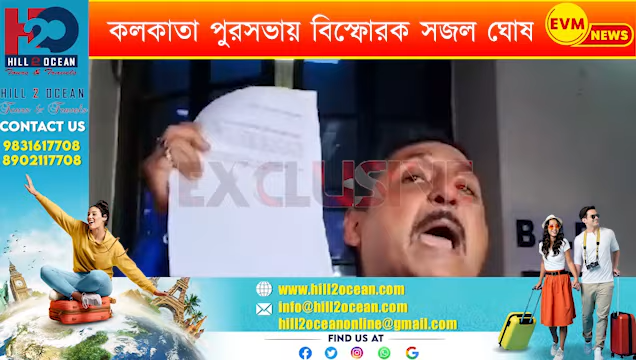 কলকাতা পুরসভায় বিস্ফোরক সজল ঘোষ
EVM
NEWS
H2O
HILL 2 OCEAN
Tours & Travels
HILL 2 OCEAN
Tours & Travels
CONTACT US
9831617708
8902117708
EXCLUSIVE
www.hill2ocean.com
info@hill2ocean.com
hill2oceanonline@gmail.com
FIND US AT